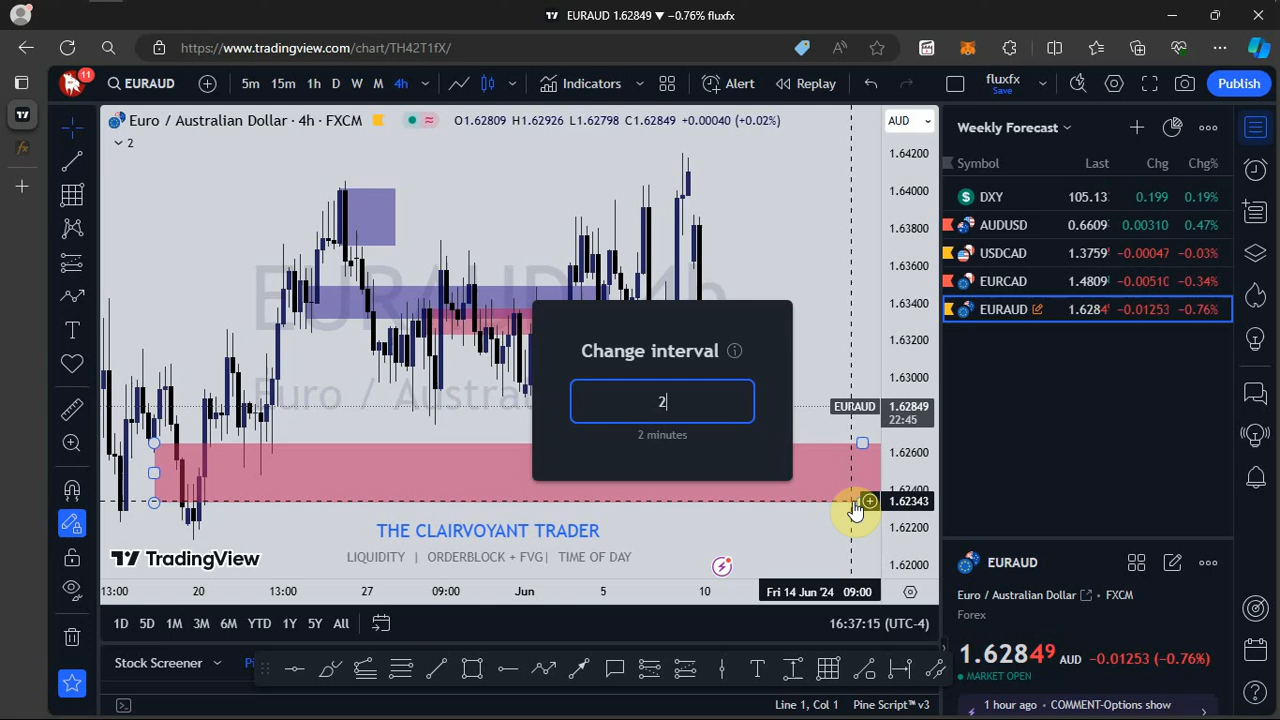 EURAUD 1.62849 ▼ −0.76% fluxfx
https://www.tradingview.com/chart/TH42T1fX/
11
EURAUD
5m 15m 1h D W M 4h
Indicators
Alert
Replay
fluxfx
Save
Publish
Euro / Australian Dollar · 4h · FXCM
O1.62809 H1.62926 L1.62798 C1.62849 +0.00040 (+0.02%)
AUD
2
EURAUD, 4h
Euro / Austra
1.64200
1.64000
1.63800
1.63600
1.63400
1.63200
1.63000
EURAUD 1.62849
22:45
1.62600
1.62343
1.62200
1.62000
Change interval
2
2 minutes
THE CLAIRVOYANT TRADER
LIQUIDITY | ORDERBLOCK + FVG| TIME OF DAY
TradingView
13:00 20 13:00 27 09:00 Jun 5 10 Fri 14 Jun '24 09:00
1D 5D 1M 3M 6M YTD 1Y 5Y All
16:37:15 (UTC-4)
Stock Screener
Line 1, Col 1 Pine Script™ v3
Weekly Forecast
Symbol Last Chg Chg%
DXY 105.13 0.199 0.19%
AUDUSD 0.6609 0.00310 0.47%
USDCAD 1.3759 −0.00047 −0.03%
EURCAD 1.4809 −0.00510 −0.34%
EURAUD 1.6284⁹ −0.01253 −0.76%
EURAUD
Euro / Australian Dollar • FXCM
Forex
1.62849 AUD −0.01253 (−0.76%)
MARKET OPEN
1 hour ago • COMMENT-Options show